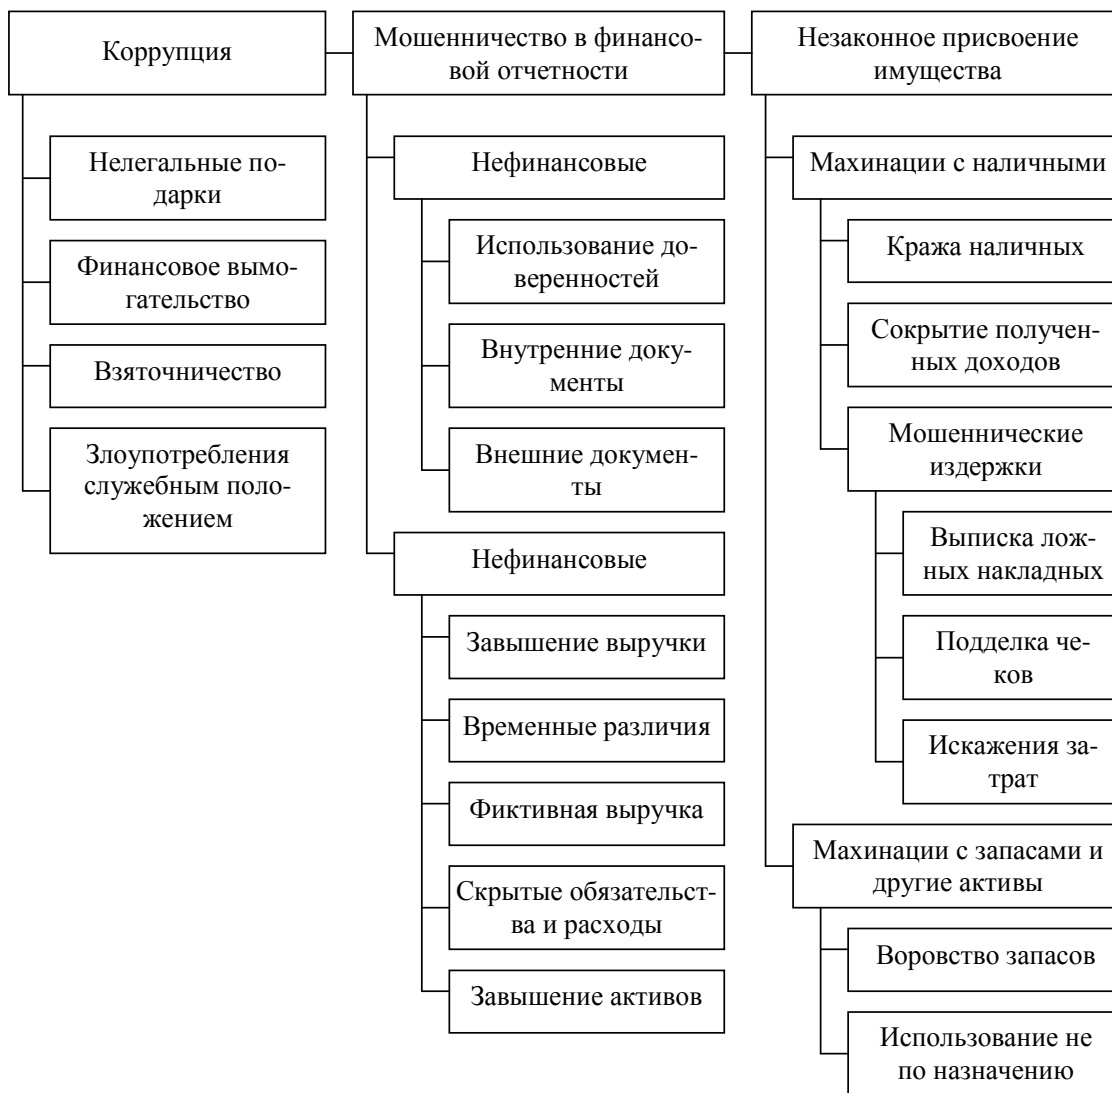 Коррупция
Нелегальные по-
дарки
Финансовое вымо-
гательство
Взяточничество
Злоупотребления
служебным поло-
жением
Мошенничество в финансо-
вой отчетности
Нефинансовые
Использование до-
веренностей
Внутренние доку-
менты
Внешние докумен-
ты
Нефинансовые
Завышение выручки
Временные различия
Фиктивная выручка
Скрытые обязательст-
ва и расходы
Завышение активов
Незаконное присвоение
имущества
Махинации с наличными
Кража наличных
Сокрытие получен-
ных доходов
Мошеннические
издержки
Выписка лож-
ных накладных
Подделка че-
ков
Искажения за-
трат
Махинации с запасами и
другие активы
Воровство запасов
Использование не
по назначению